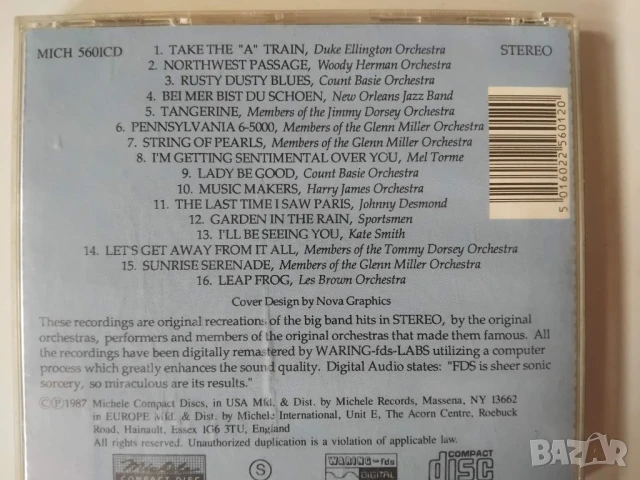 MICH 5601CD
STEREO
1. TAKE THE "A" TRAIN, Duke Ellington Orchestra
2. NORTHWEST PASSAGE, Woody Herman Orchestra
3. RUSTY DUSTY BLUES, Count Basie Orchestra
4. BEI MER BIST DU SCHOEN, New Orleans Jazz Band
5. TANGERINE, Members of the Jimmy Dorsey Orchestra
6. PENNSYLVANIA 6-5000, Members of the Glenn Miller Orchestra
7. STRING OF PEARLS, Members of the Glenn Miller Orchestra
8. I'M GETTING SENTIMENTAL OVER YOU, Mel Torme
9. LADY BE GOOD, Count Basie Orchestra
10. MUSIC MAKERS, Harry James Orchestra
11. THE LAST TIME I SAW PARIS, Johnny Desmond
12. GARDEN IN THE RAIN, Sportsmen
13. I'LL BE SEEING YOU, Kate Smith
14. LET'S GET AWAY FROM IT ALL, Members of the Tommy Dorsey Orchestra
15. SUNRISE SERENADE, Members of the Glenn Miller Orchestra
16. LEAP FROG, Les Brown Orchestra
5 016022 560120
Cover Design by Nova Graphics
These recordings are original recreations of the big band hits in STEREO, by the original
orchestras, performers and members of the original orchestras that made them famous. All
the recordings have been digitally remastered by WARING-fds-LABS utilizing a computer
process which greatly enhances the sound quality. Digital Audio states: "FDS is sheer sonic
sorcery, so miraculous are its results."
©℗1987 Michele Compact Discs, in USA Mfd. & Dist. by Michele Records, Massena, NY 13662
in EUROPE Mfd. & Dist. by Michele International, Unit E, The Acorn Centre, Roebuck
Road, Hainault, Essex IG6 3TU, England
All rights reserved. Unauthorized duplication is a violation of applicable law.
Michele
COMPACT DISC
S
WARING-fds
DIGITAL
COMPACT
disc
bazar